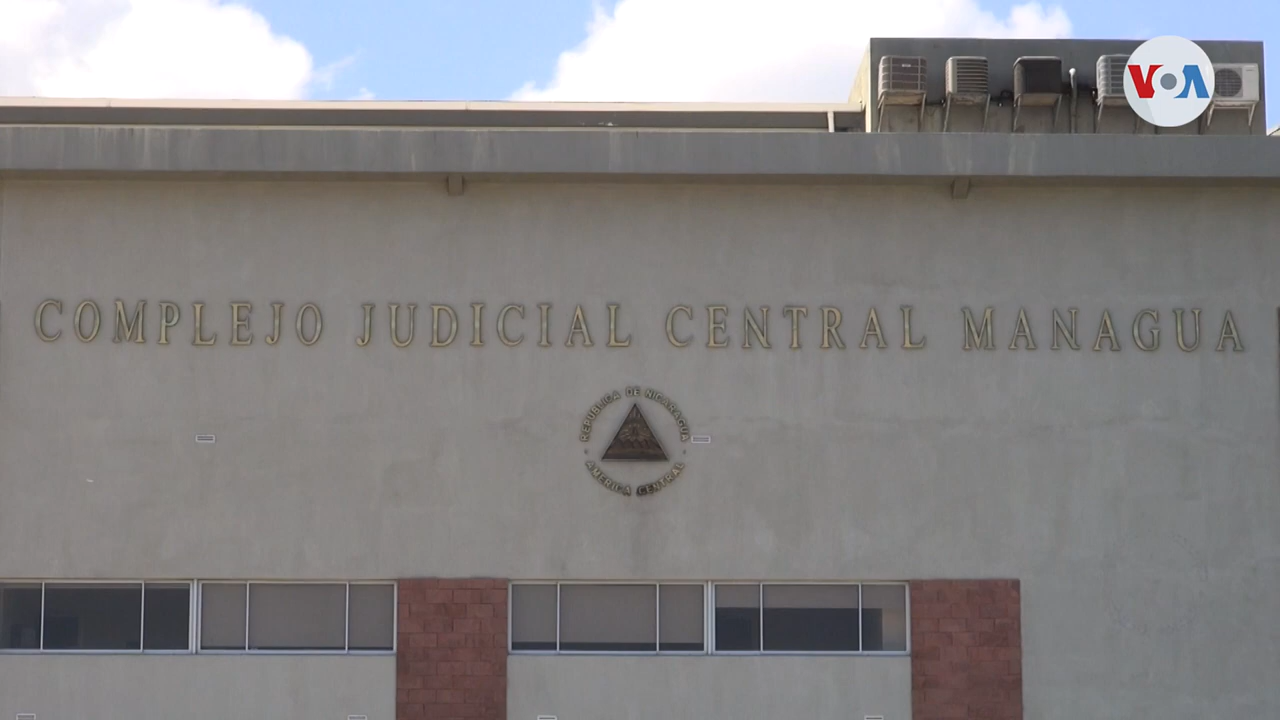 VOA
COMPLEJO JUDICIAL CENTRAL MANAGUA
REPUBLICA DE NICARAGUA
AMERICA CENTRAL